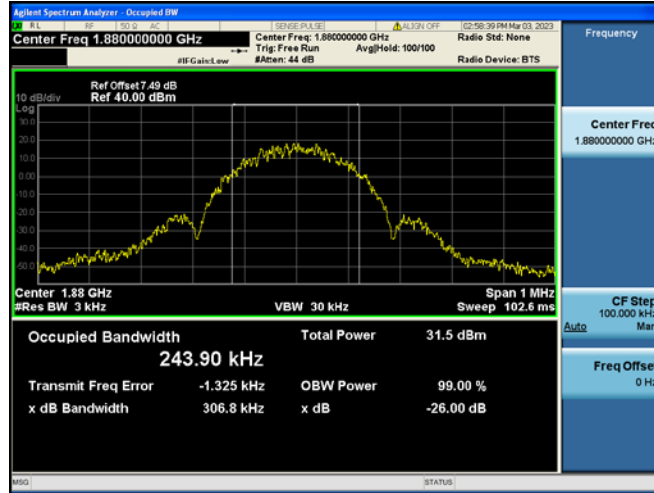 Agilent Spectrum Analyzer - Occupied BW
RL RF 50 Ω AC SENSE:PULSE ALIGN OFF 02:58:39 PM Mar 03, 2023
Center Freq 1.880000000 GHz Center Freq: 1.880000000 GHz Radio Std: None
Trig: Free Run Avg|Hold: 100/100
#IFGain:Low #Atten: 44 dB Radio Device: BTS
Frequency
Ref Offset 7.49 dB
10 dB/div Ref 40.00 dBm
Log
30.0
20.0
10.0
0.00
-10.0
-20.0
-30.0
-40.0
-50.0
Center 1.88 GHz Span 1 MHz
#Res BW 3 kHz VBW 30 kHz Sweep 102.6 ms
Occupied Bandwidth Total Power 31.5 dBm
243.90 kHz
Transmit Freq Error -1.325 kHz OBW Power 99.00 %
x dB Bandwidth 306.8 kHz x dB -26.00 dB
Center Freq
1.880000000 GHz
CF Step
100.000 kHz
Auto Man
Freq Offset
0 Hz
MSG STATUS